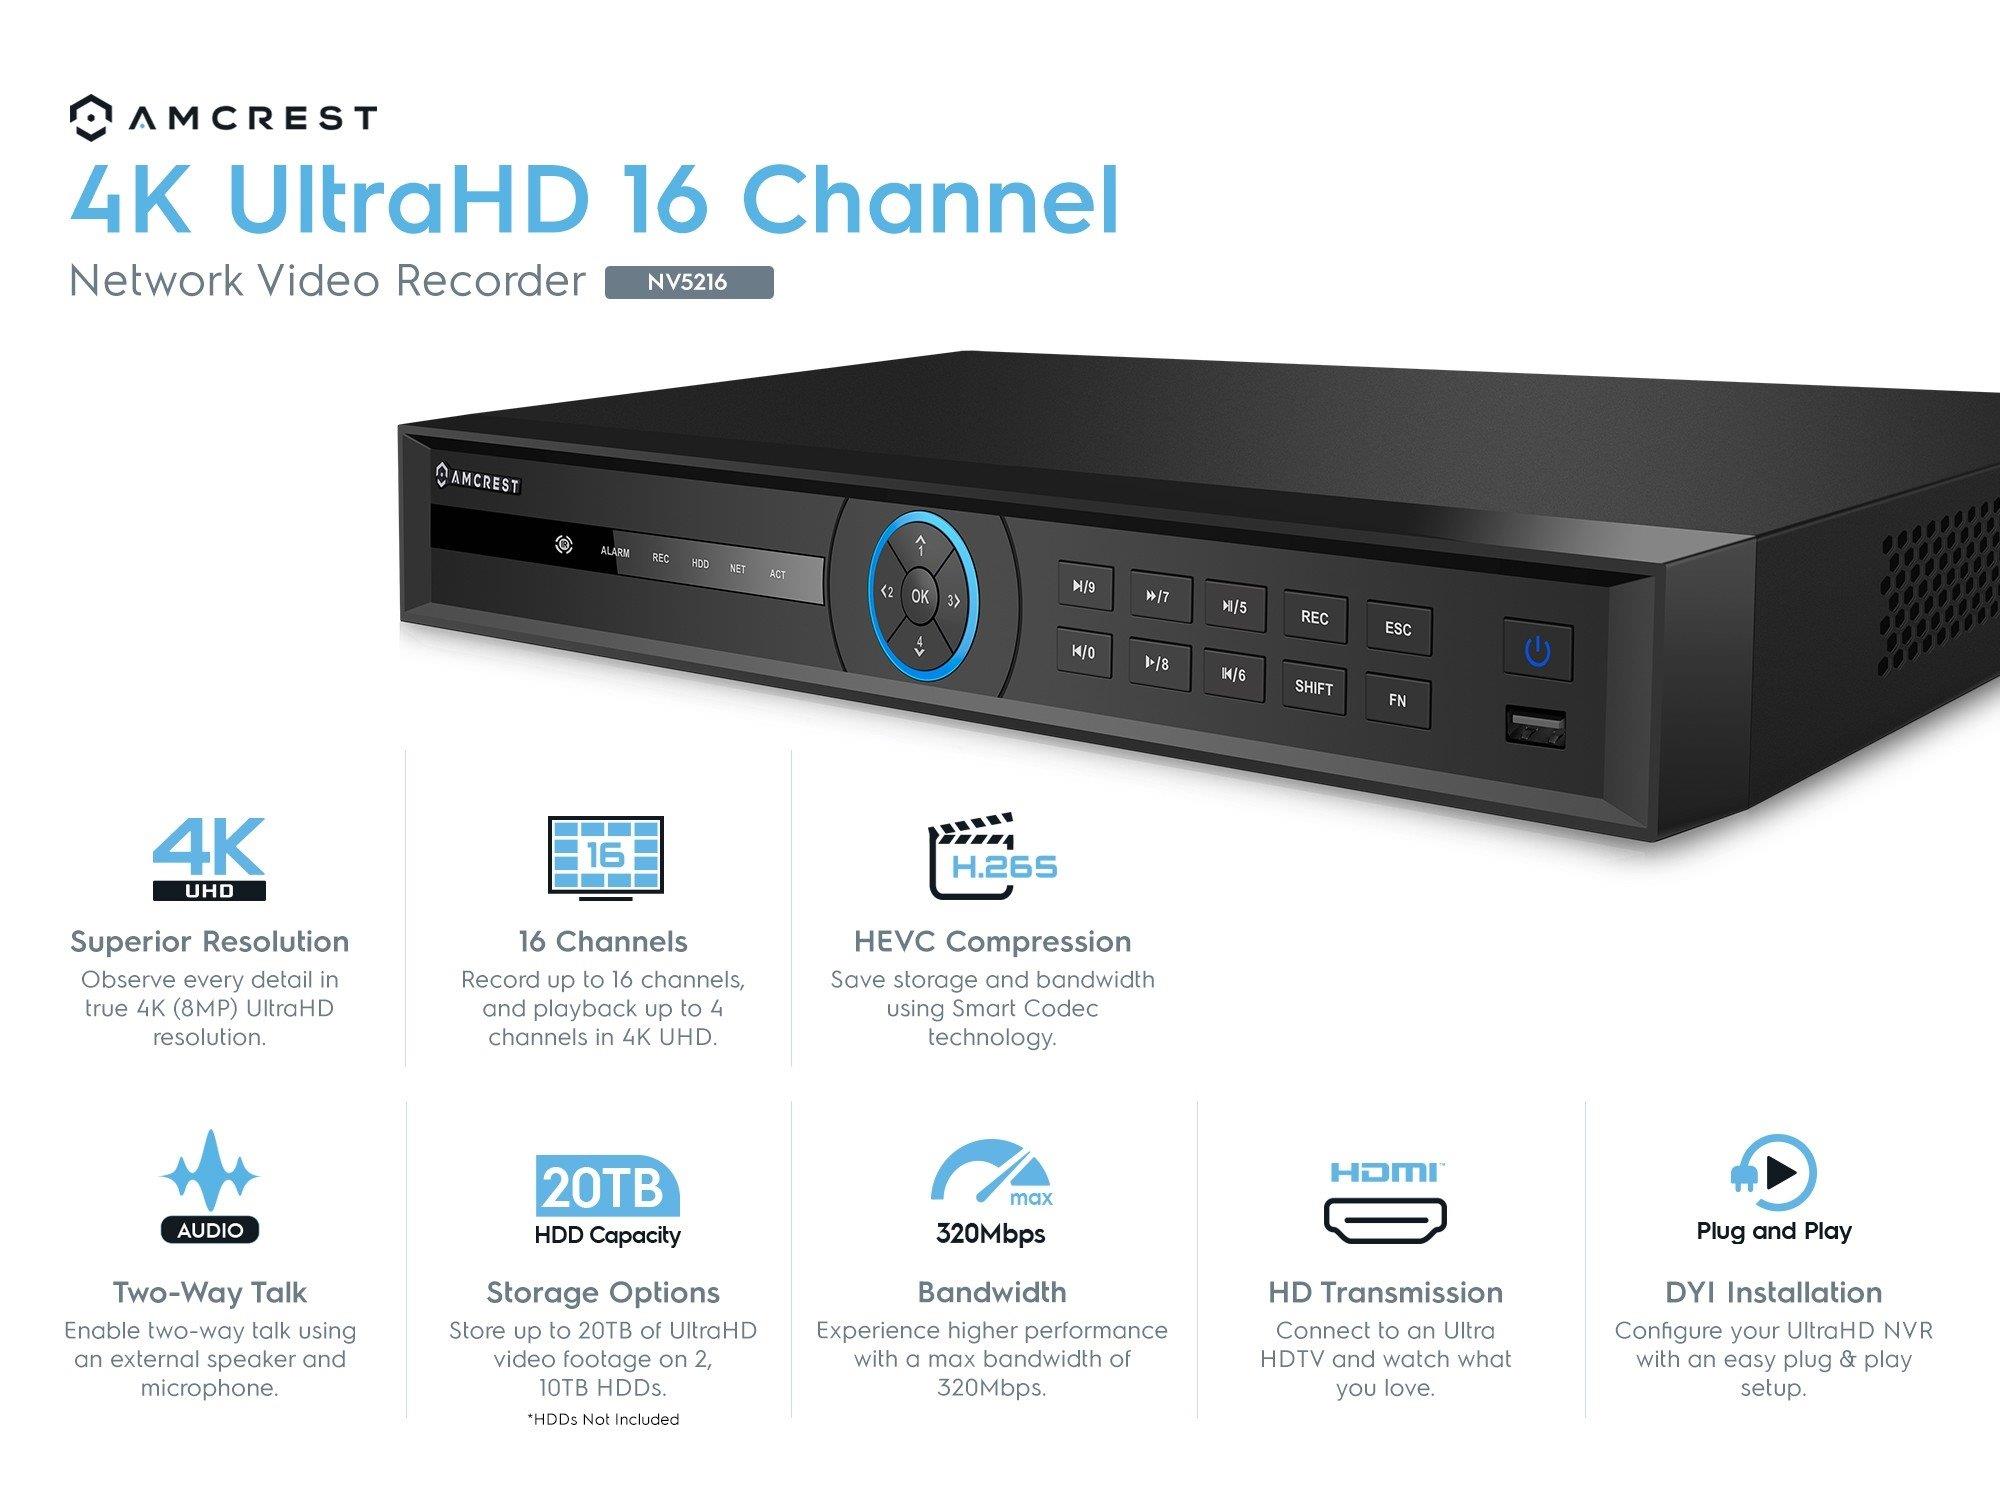 AMCREST
4K UltraHD 16 Channel
Network Video Recorder NV5216
AMCREST
IR ALARM REC HDD NET ACT
1
2 OK 3
4
/9 /7 /5 REC ESC
/0 /8 /6 SHIFT FN
4K
UHD
Superior Resolution
Observe every detail in
true 4K (8MP) UltraHD
resolution.
16
16 Channels
Record up to 16 channels,
and playback up to 4
channels in 4K UHD.
H.265
HEVC Compression
Save storage and bandwidth
using Smart Codec
technology.
AUDIO
Two-Way Talk
Enable two-way talk using
an external speaker and
microphone.
20TB
HDD Capacity
Storage Options
Store up to 20TB of UltraHD
video footage on 2,
10TB HDDs.
*HDDs Not Included
max
320Mbps
Bandwidth
Experience higher performance
with a max bandwidth of
320Mbps.
HDMI™
HD Transmission
Connect to an Ultra
HDTV and watch what
you love.
Plug and Play
DYI Installation
Configure your UltraHD NVR
with an easy plug & play
setup.